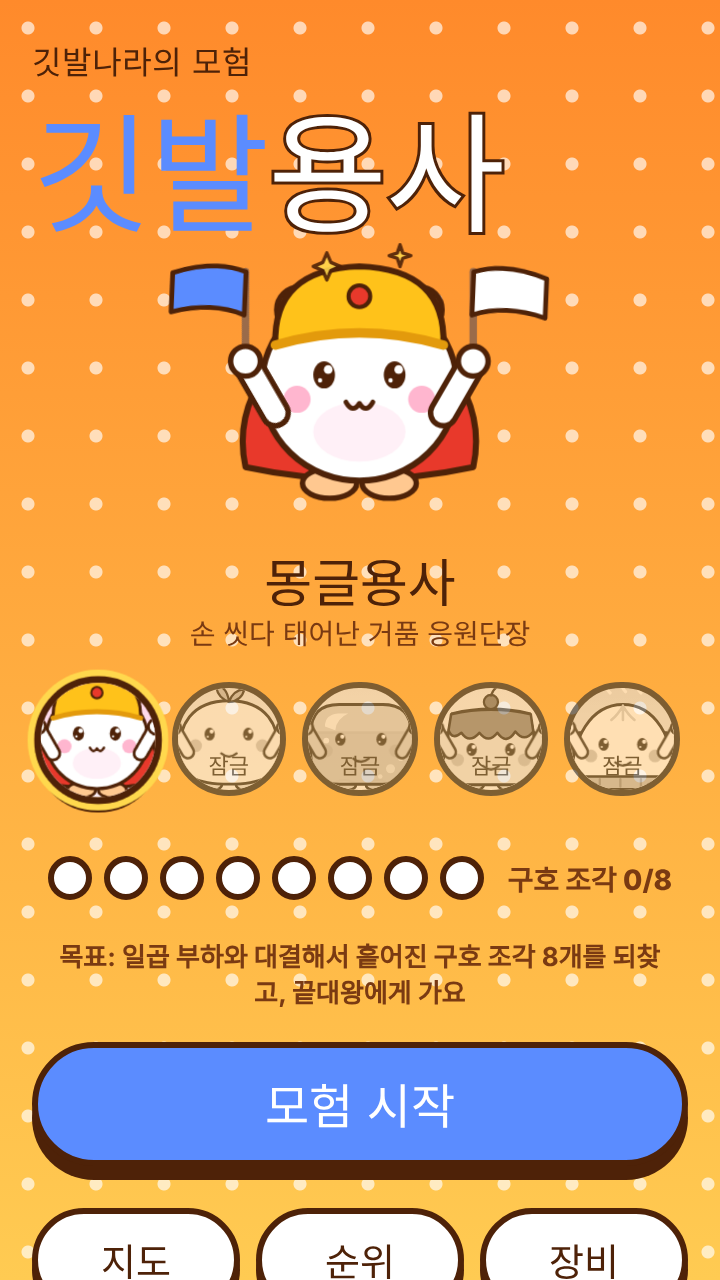 깃발나라의 모험
깃발용사
몽글용사
손 씻다 태어난 거품 응원단장
잠금 잠금 잠금 잠금
구호 조각 0/8
목표: 일곱 부하와 대결해서 흩어진 구호 조각 8개를 되찾
고, 끝대왕에게 가요
모험 시작
지도 순위 장비